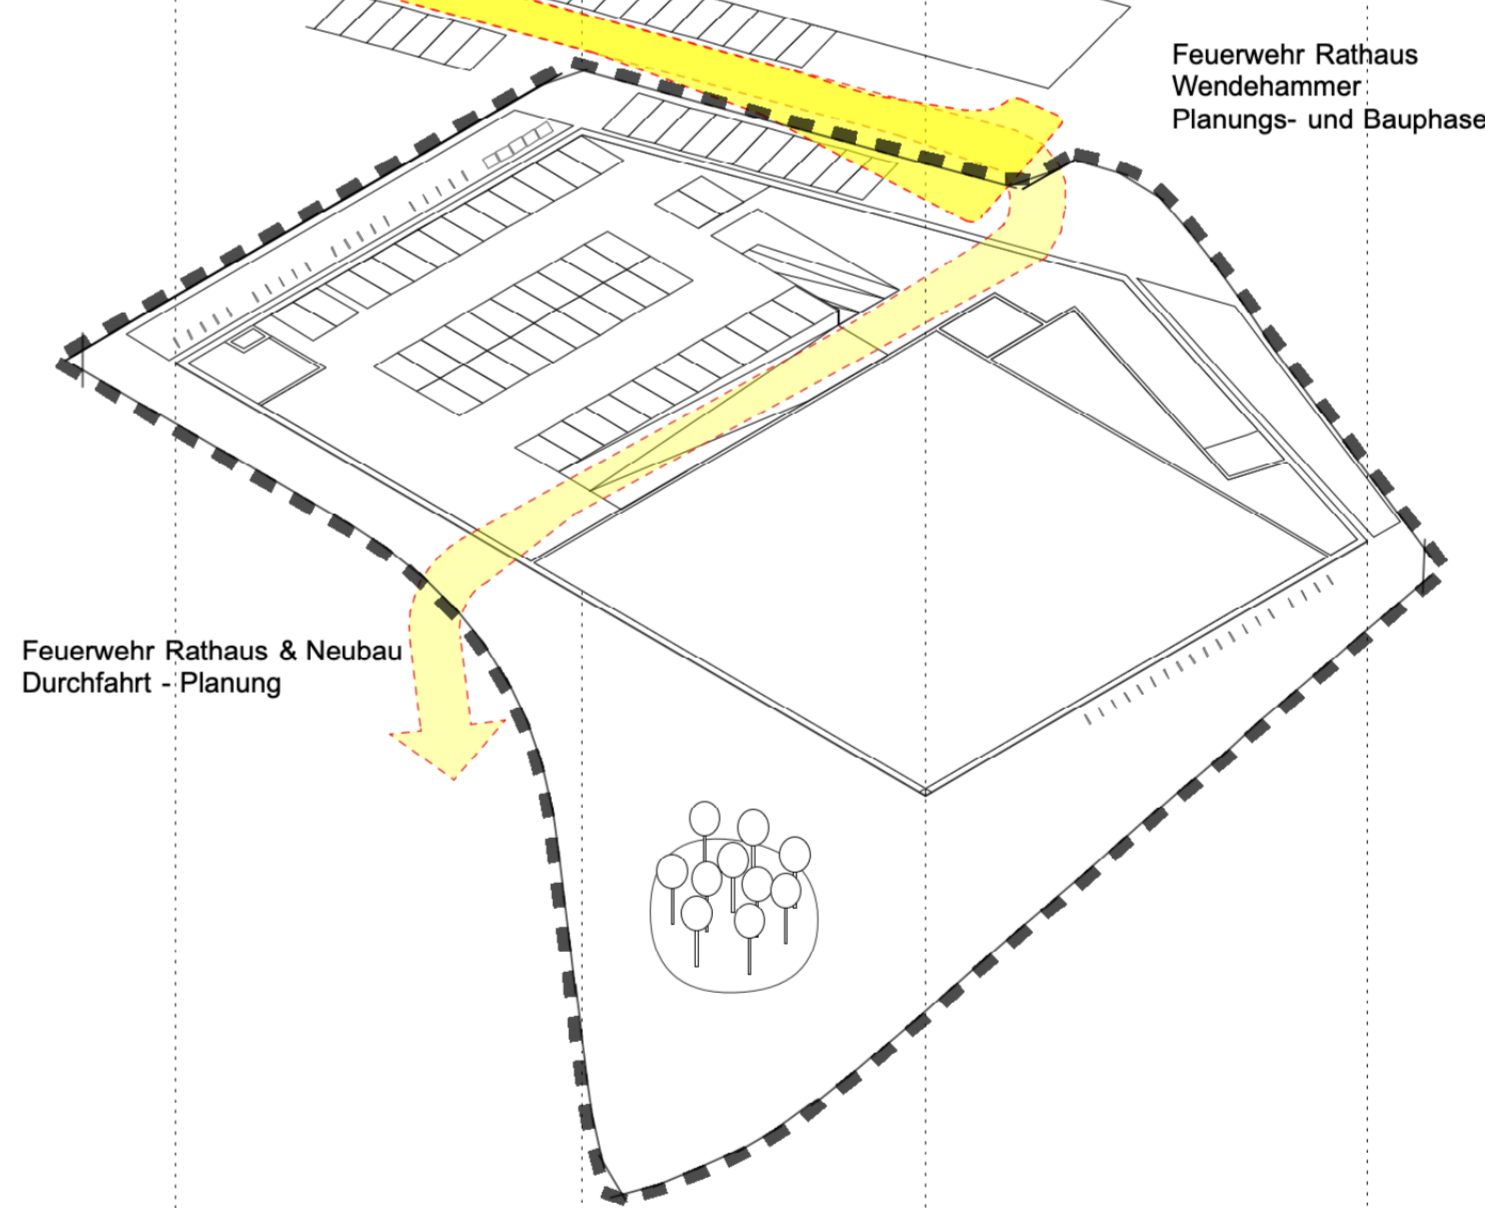 Feuerwehr Rathaus
Wendehammer
Planungs- und Bauphase
Feuerwehr Rathaus & Neubau
Durchfahrt - Planung